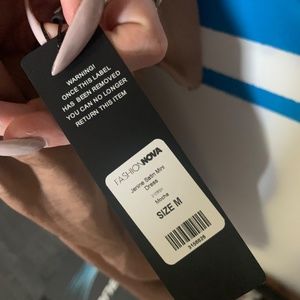 WARNING!
ONCE THIS LABEL
HAS BEEN REMOVED
YOU CAN NO LONGER
RETURN THIS ITEM
FASHIONNOVA
Jenine Satin Mini
Dress
Mocha
SIZE M